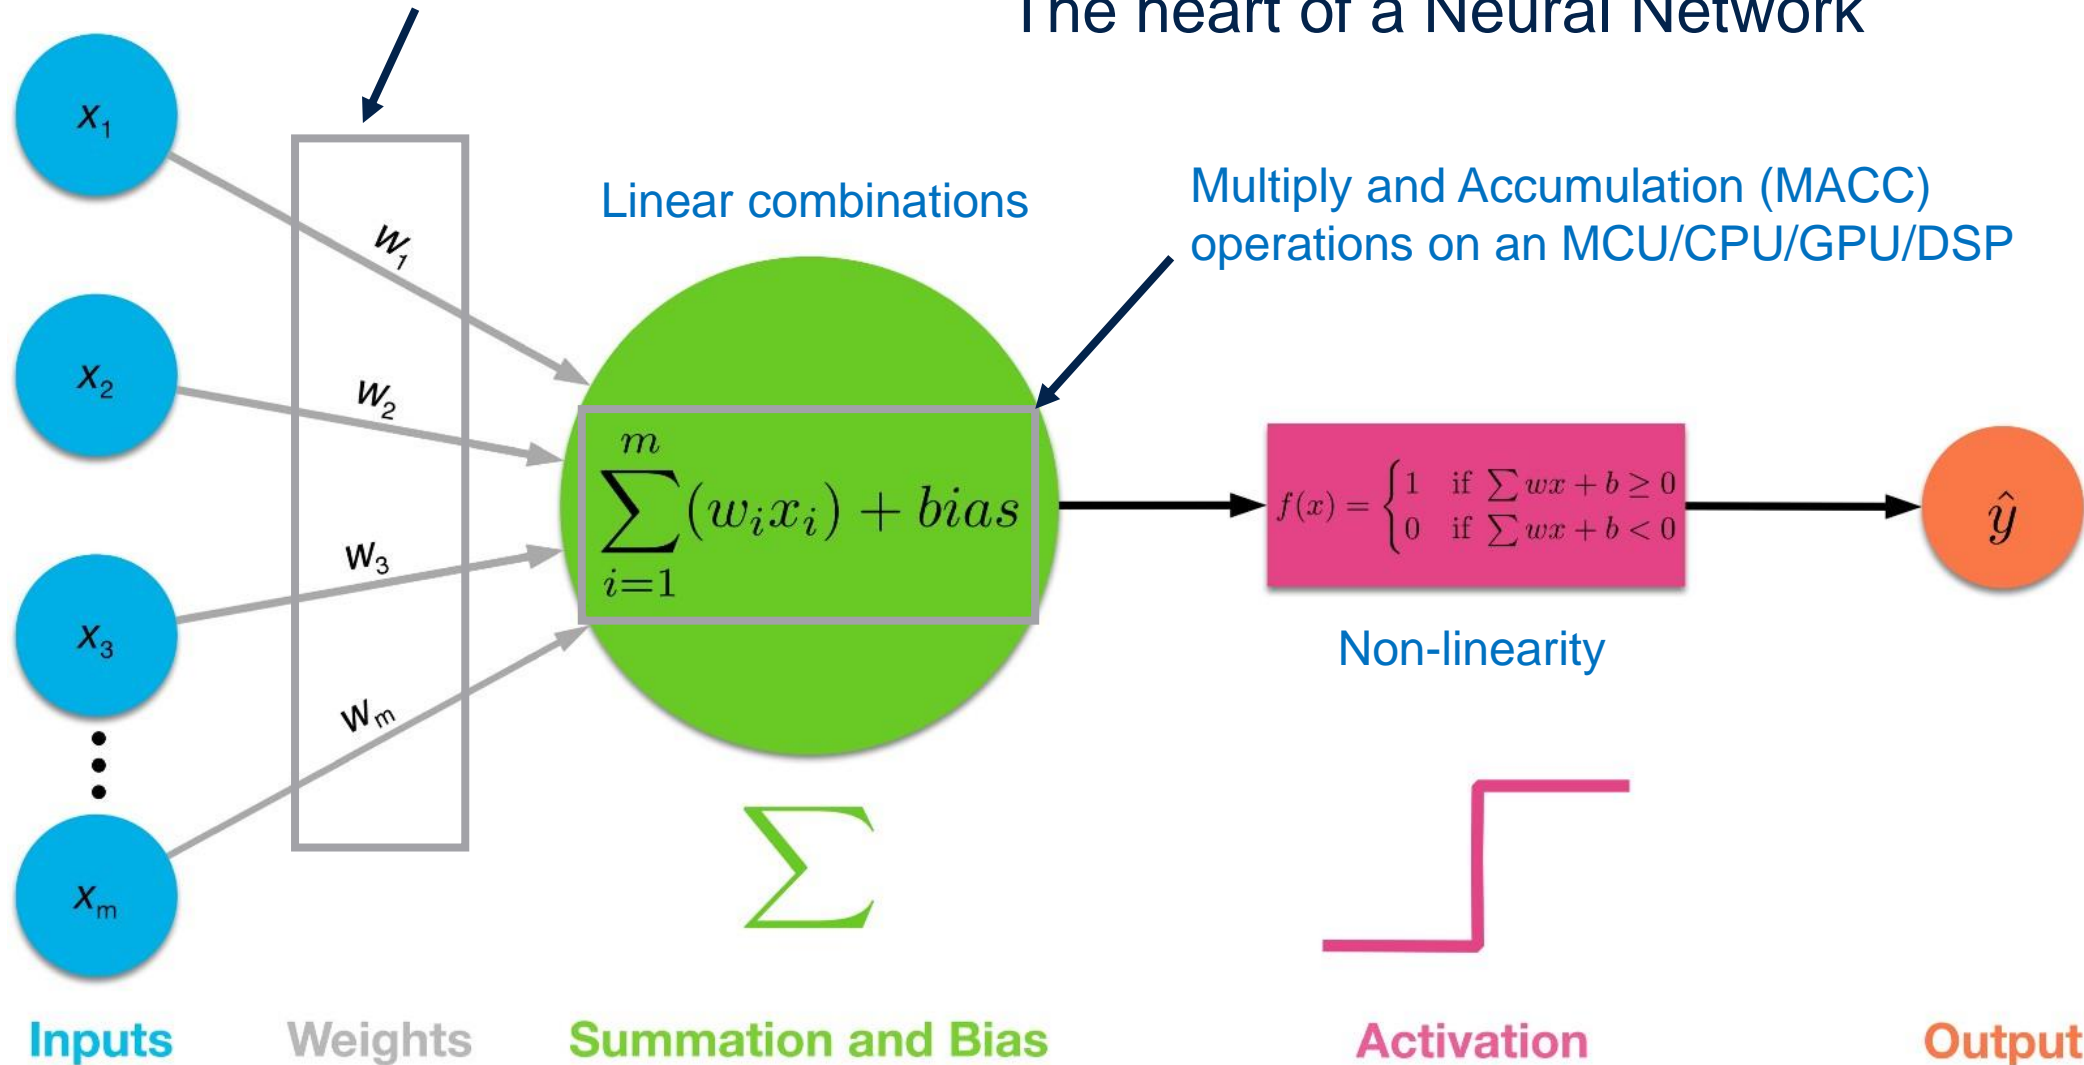 The heart of a Neural Network
x₁
x₂
x₃
xₘ
w₁
w₂
w₃
wₘ
Linear combinations
Multiply and Accumulation (MACC)
operations on an MCU/CPU/GPU/DSP
m
∑(wᵢxᵢ) + bias
i=1
f(x) = {1 if ∑ wx + b ≥ 0
0 if ∑ wx + b < 0
ŷ
Non-linearity
∑
Inputs Weights Summation and Bias Activation Output